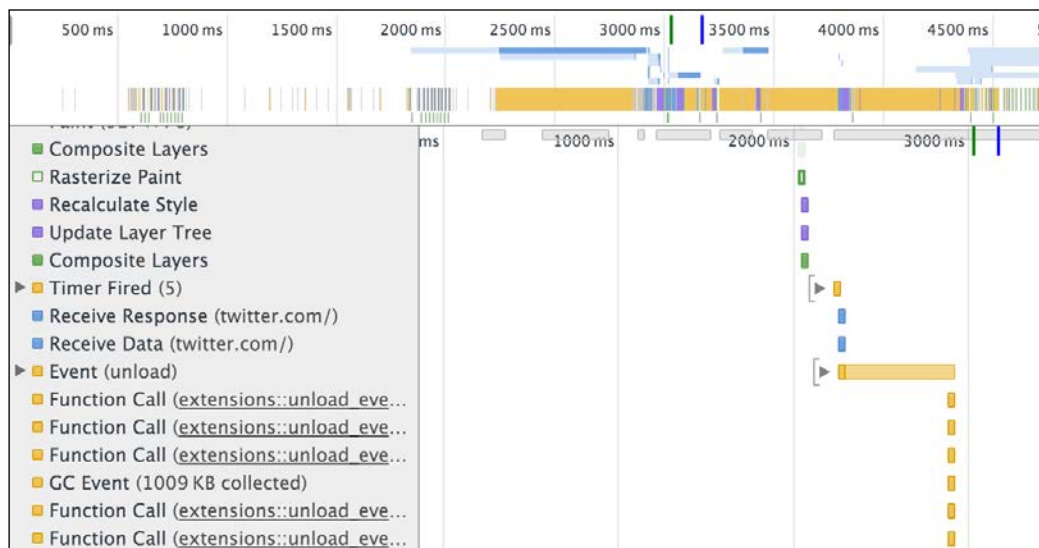 500 ms 1000 ms 1500 ms 2000 ms 2500 ms 3000 ms 3500 ms 4000 ms 4500 ms
ms 1000 ms 2000 ms 3000 ms
Composite Layers
Rasterize Paint
Recalculate Style
Update Layer Tree
Composite Layers
Timer Fired (5)
Receive Response (twitter.com/)
Receive Data (twitter.com/)
Event (unload)
Function Call (extensions::unload_eve...
Function Call (extensions::unload_eve...
Function Call (extensions::unload_eve...
GC Event (1009 KB collected)
Function Call (extensions::unload_eve...
Function Call (extensions::unload_eve...